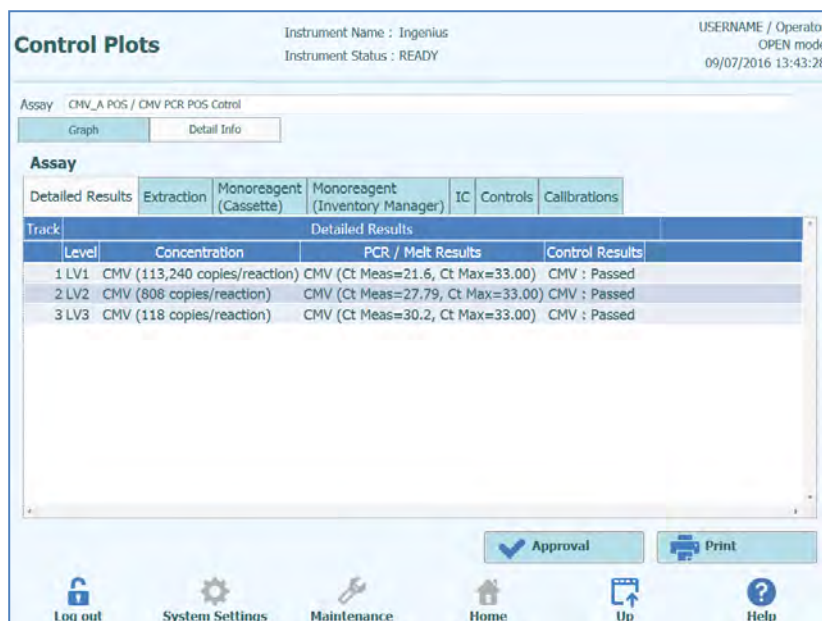 Control Plots
Instrument Name : Ingenius
Instrument Status : READY
USERNAME / Operato
OPEN mode
09/07/2016 13:43:28
Assay CMV_A POS / CMV PCR POS Cotrol
Graph Detail Info
Assay
Detailed Results Extraction Monoreagent (Cassette) Monoreagent (Inventory Manager) IC Controls Calibrations
Track Detailed Results
Level Concentration PCR / Melt Results Control Results
1 LV1 CMV (113,240 copies/reaction) CMV (Ct Meas=21.6, Ct Max=33.00) CMV : Passed
2 LV2 CMV (808 copies/reaction) CMV (Ct Meas=27.79, Ct Max=33.00) CMV : Passed
3 LV3 CMV (118 copies/reaction) CMV (Ct Meas=30.2, Ct Max=33.00) CMV : Passed
Approval Print
Log out System Settings Maintenance Home Up Help